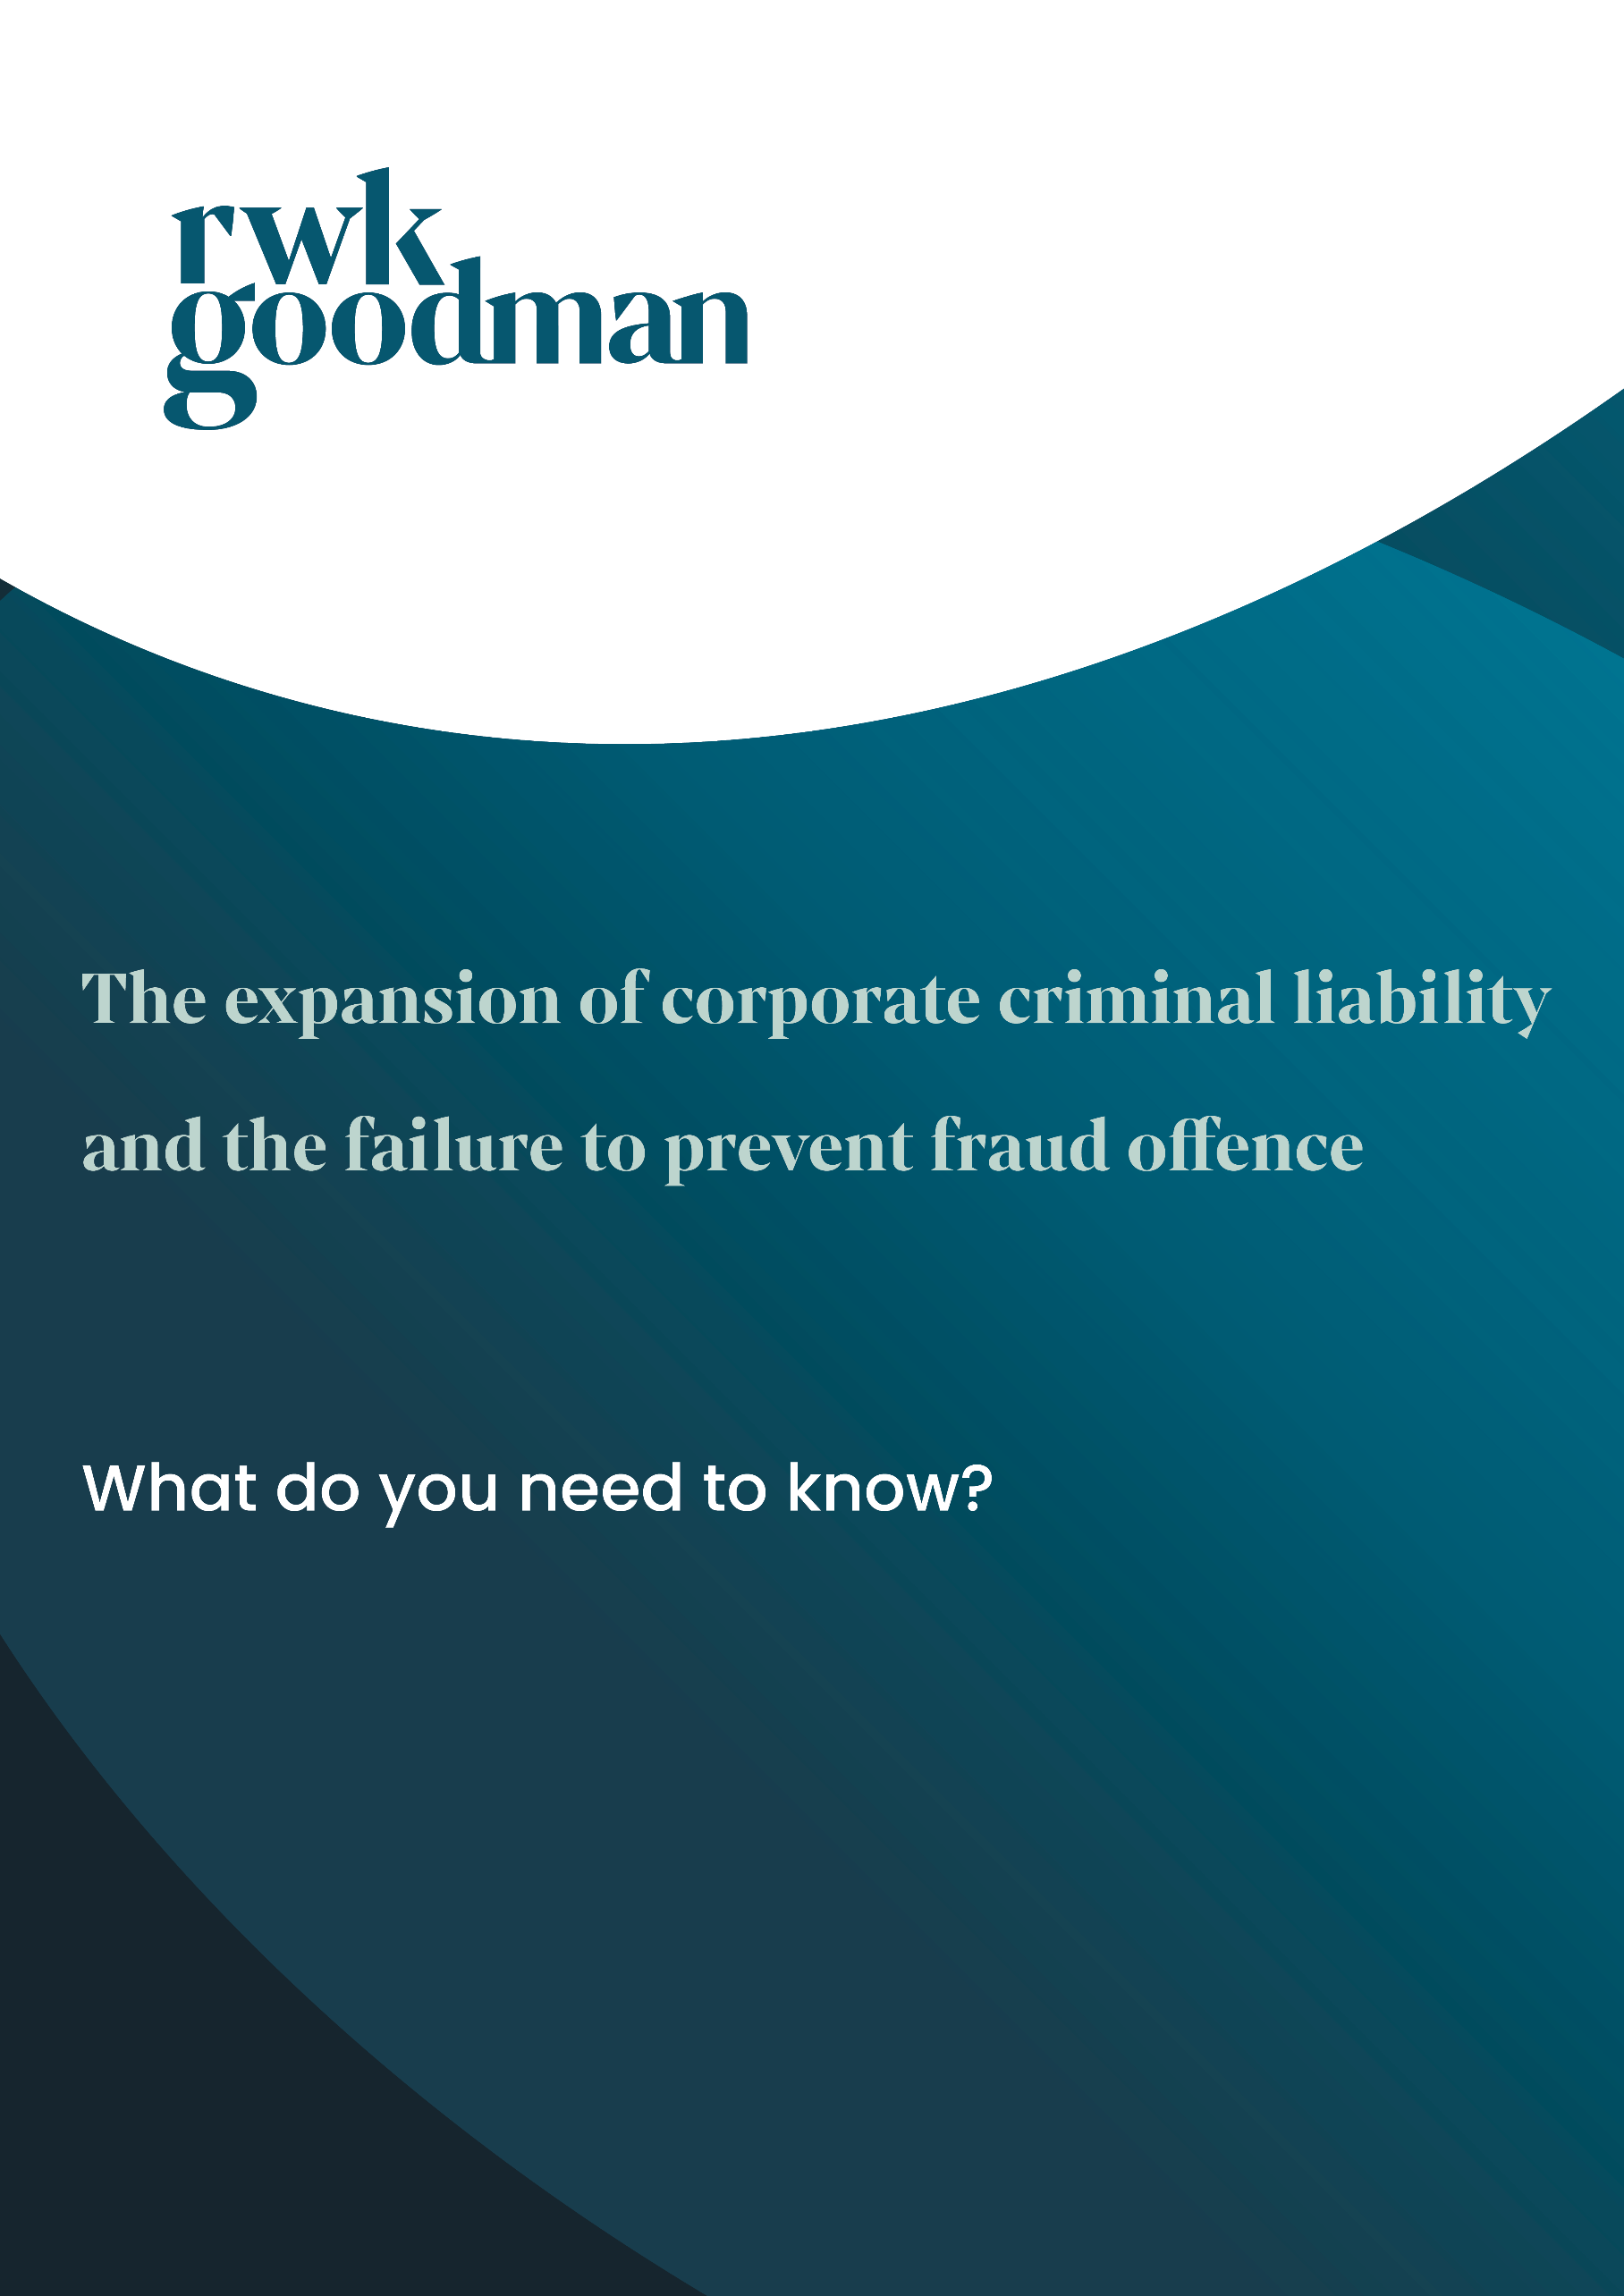 rwk
goodman
The expansion of corporate criminal liability
and the failure to prevent fraud offence
What do you need to know?